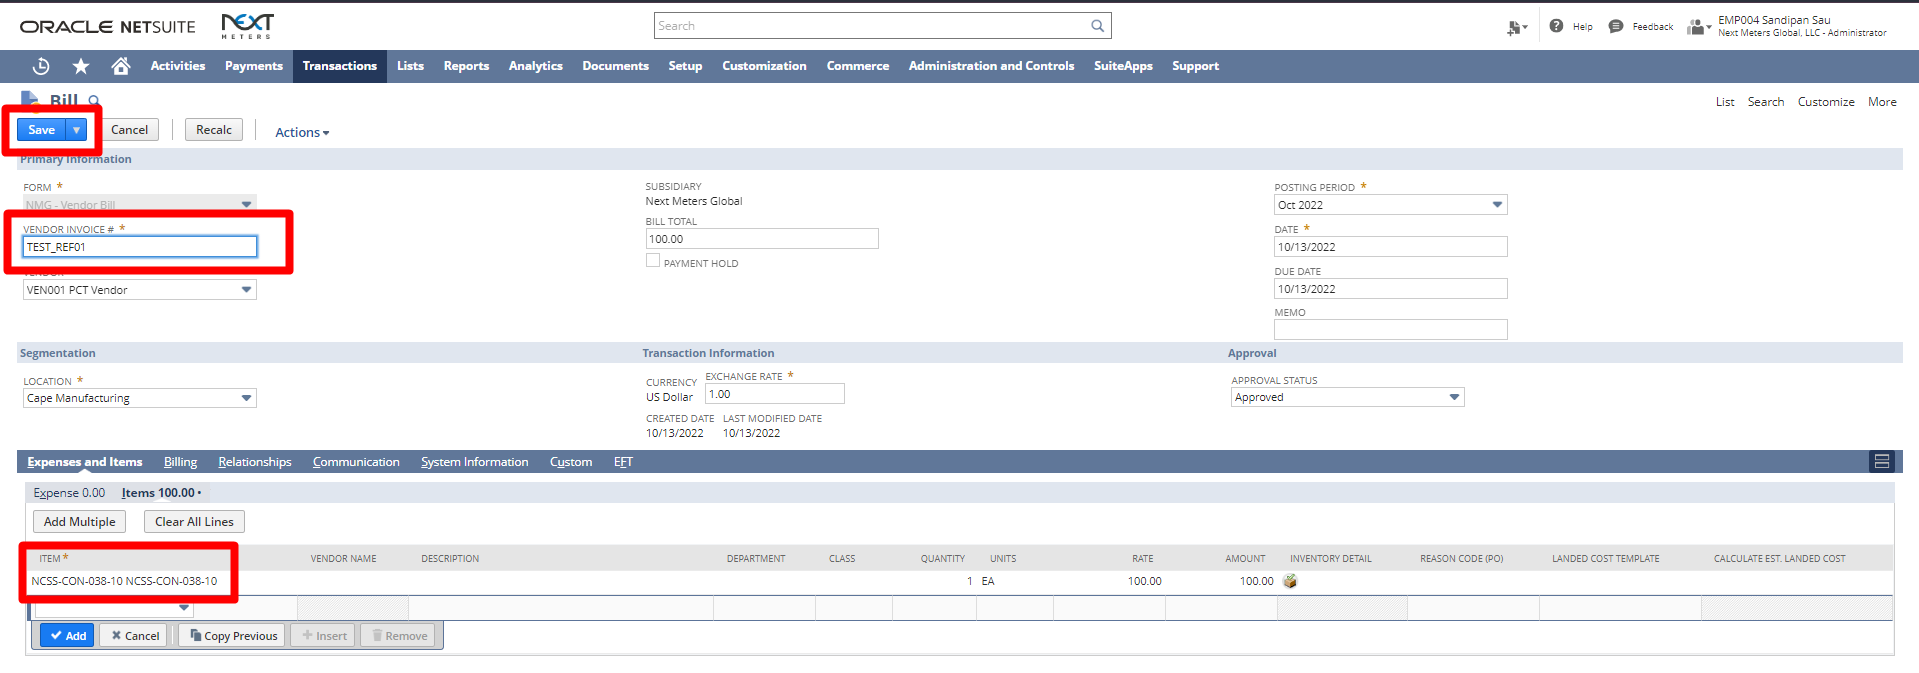 ORACLE NETSUITE
NEXT
METERS
Search
Help
Feedback
EMP004 Sandipan Sau
Next Meters Global, LLC - Administrator
Activities Payments Transactions Lists Reports Analytics Documents Setup Customization Commerce Administration and Controls SuiteApps Support
Bill
List Search Customize More
Save Cancel Recalc Actions
Primary Information
FORM *
NMG - Vendor Bill
VENDOR INVOICE # *
TEST_REF01
VENDOR
VEN001 PCT Vendor
SUBSIDIARY
Next Meters Global
BILL TOTAL
100.00
PAYMENT HOLD
POSTING PERIOD *
Oct 2022
DATE *
10/13/2022
DUE DATE
10/13/2022
MEMO
Segmentation
LOCATION *
Cape Manufacturing
Transaction Information
CURRENCY
US Dollar
EXCHANGE RATE *
1.00
CREATED DATE
10/13/2022
LAST MODIFIED DATE
10/13/2022
Approval
APPROVAL STATUS
Approved
Expenses and Items Billing Relationships Communication System Information Custom EFT
Expense 0.00 Items 100.00 •
Add Multiple Clear All Lines
ITEM * VENDOR NAME DESCRIPTION DEPARTMENT CLASS QUANTITY UNITS RATE AMOUNT INVENTORY DETAIL REASON CODE (PO) LANDED COST TEMPLATE CALCULATE EST. LANDED COST
NCSS-CON-038-10 NCSS-CON-038-10 1 EA 100.00 100.00
Add Cancel Copy Previous Insert Remove